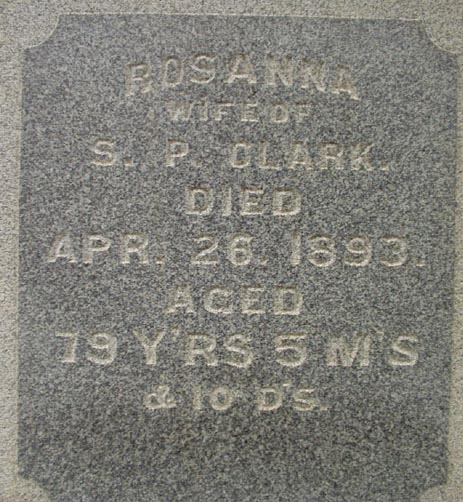 ROSANNA
WIFE OF
S. P. CLARK.
DIED
APR. 26. 1893.
AGED
79 Y'RS 5 M'S
& 10 D'S.